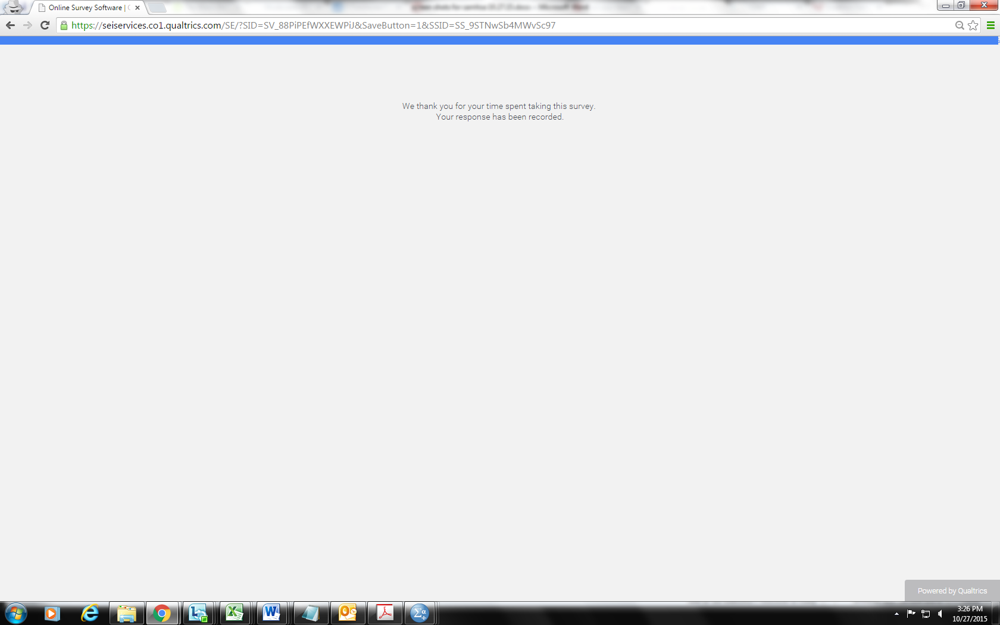 Online Survey Software |
https://seiservices.co1.qualtrics.com/SE/?SID=SV_88PiPEfWXXEWPiJ&SaveButton=1&SSID=SS_9STNwSb4MWvSc97
We thank you for your time spent taking this survey.
Your response has been recorded.
Powered by Qualtrics
3:26 PM
10/27/2015